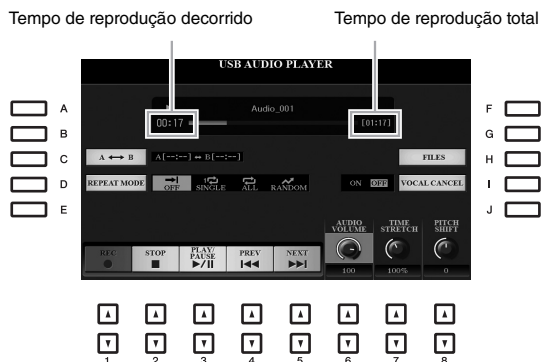 Tempo de reprodução decorrido Tempo de reprodução total
USB AUDIO PLAYER
Audio_001
00:17 [01:17]
A F
B G
C A ↔ B A[--:--] ↔ B[--:--] FILES H
D REPEAT MODE OFF SINGLE ALL RANDOM ON OFF VOCAL CANCEL I
E J
AUDIO VOLUME TIME STRETCH PITCH SHIFT
REC STOP PLAY/PAUSE PREV NEXT
100 100% 0
1 2 3 4 5 6 7 8